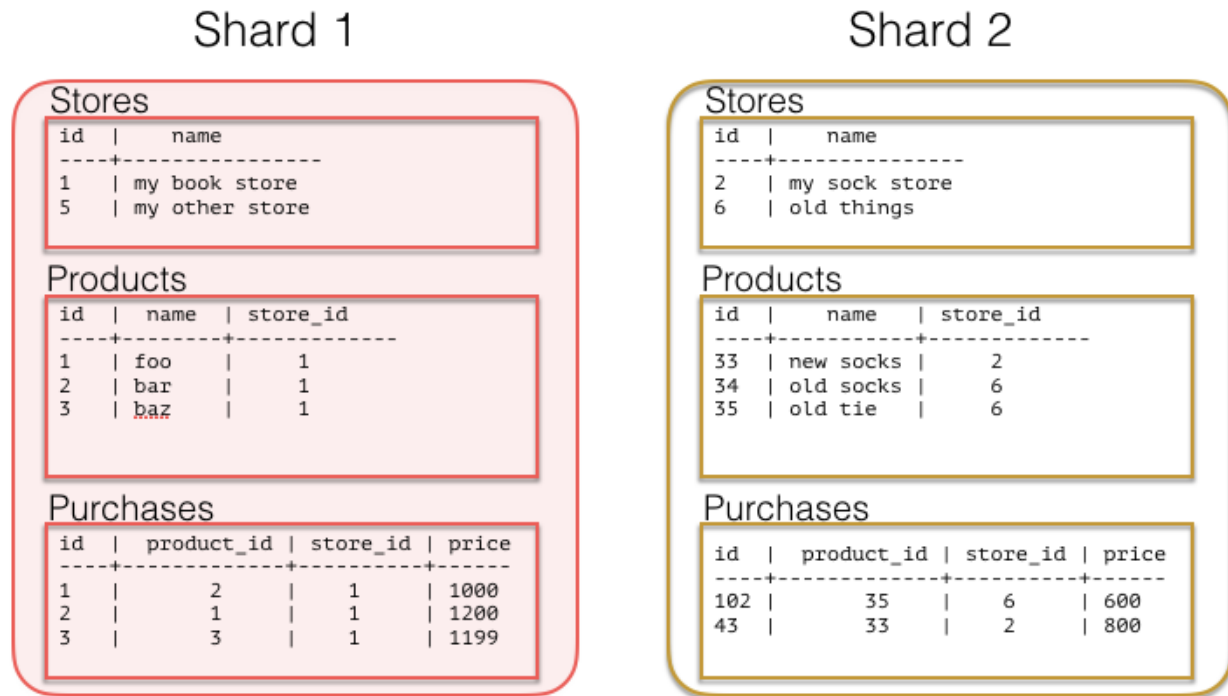 Shard 1
Stores
id | name
----+----------------
1 | my book store
5 | my other store
Products
id | name | store_id
----+--------+-------------
1 | foo | 1
2 | bar | 1
3 | baz | 1
Purchases
id | product_id | store_id | price
----+-------------+----------+------
1 | 2 | 1 | 1000
2 | 1 | 1 | 1200
3 | 3 | 1 | 1199
Shard 2
Stores
id | name
----+---------------
2 | my sock store
6 | old things
Products
id | name | store_id
----+-----------+-------------
33 | new socks | 2
34 | old socks | 6
35 | old tie | 6
Purchases
id | product_id | store_id | price
----+-------------+----------+------
102 | 35 | 6 | 600
43 | 33 | 2 | 800